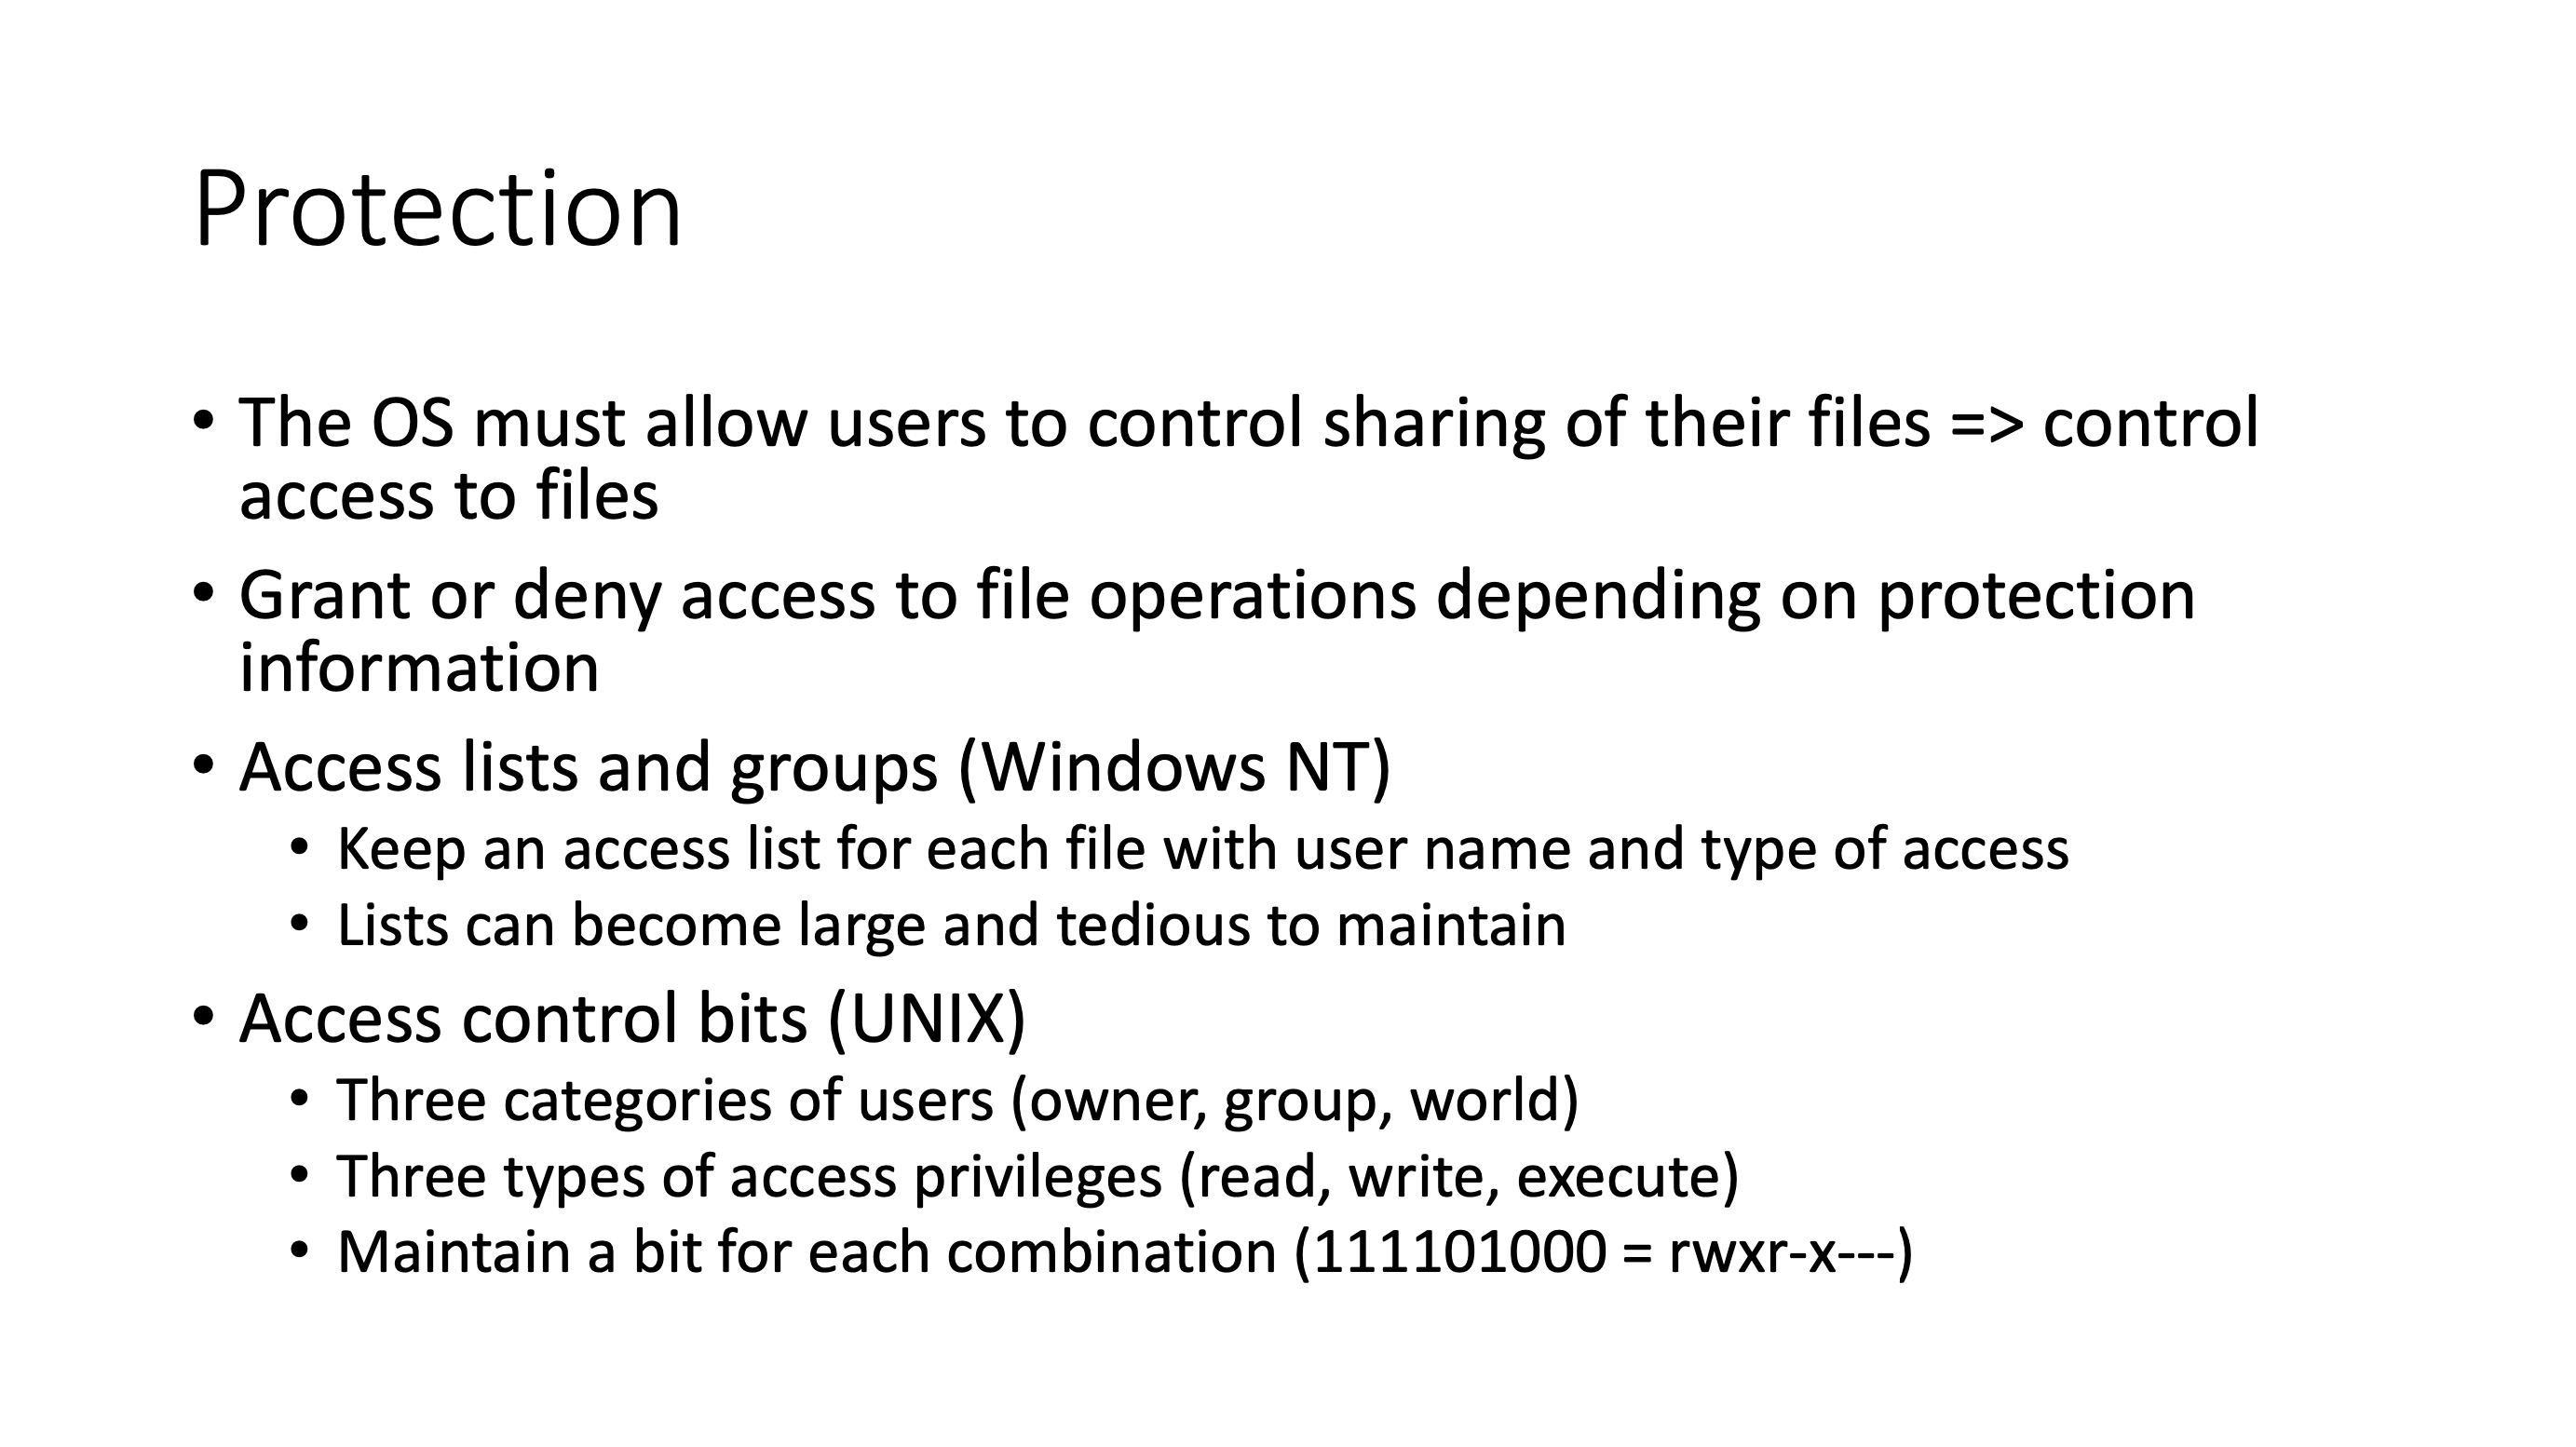 Protection
• The OS must allow users to control sharing of their files => control
access to files
• Grant or deny access to file operations depending on protection
information
• Access lists and groups (Windows NT)
• Keep an access list for each file with user name and type of access
• Lists can become large and tedious to maintain
• Access control bits (UNIX)
• Three categories of users (owner, group, world)
• Three types of access privileges (read, write, execute)
• Maintain a bit for each combination (111101000 = rwxr-x---)